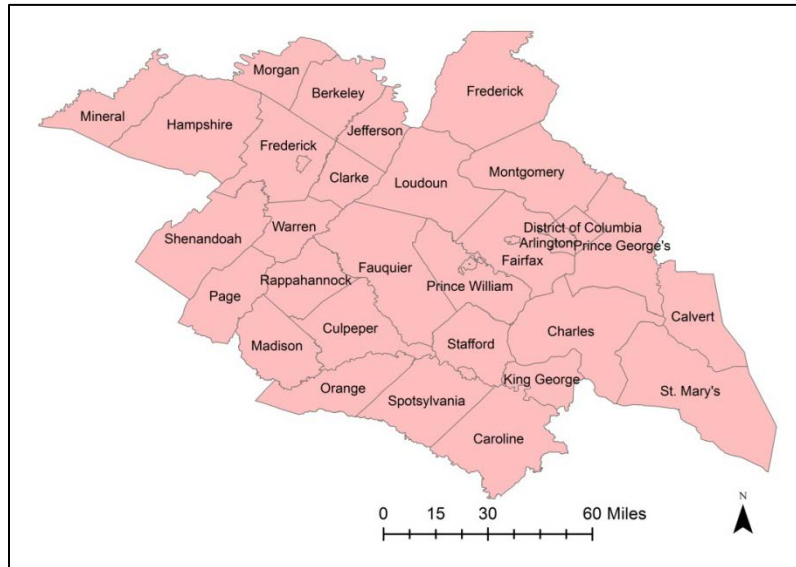 Morgan
Frederick
Berkeley
Mineral
Hampshire
Jefferson
Frederick
Montgomery
Clarke
Loudoun
Warren
District of Columbia
Shenandoah
Arlington
Prince George's
Fairfax
Fauquier
Rappahannock
Prince William
Page
Calvert
Culpeper
Charles
Madison
Stafford
King George
Orange
St. Mary's
Spotsylvania
Caroline
N
0 15 30 60 Miles